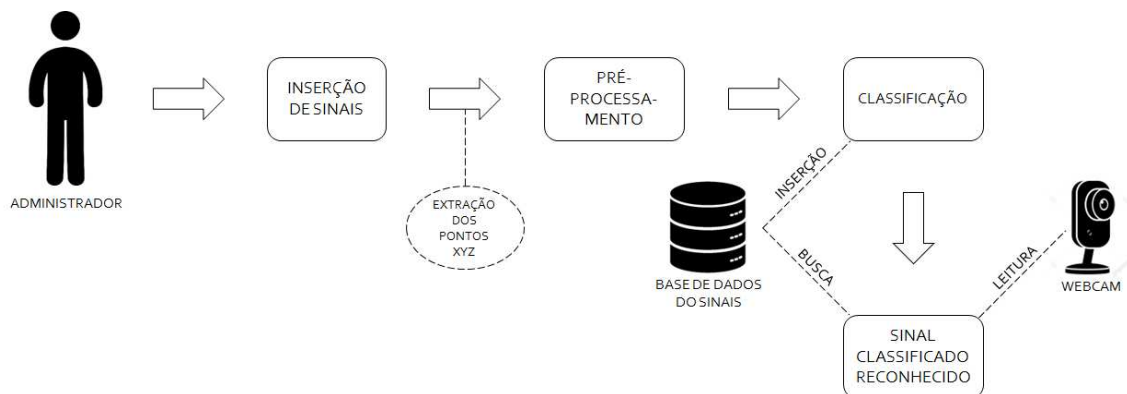 ADMINISTRADOR
INSERÇÃO
DE SINAIS
EXTRAÇÃO
DOS
PONTOS
XYZ
PRÉ-
PROCESSA-
MENTO
CLASSIFICAÇÃO
INSERÇÃO
BASE DE DADOS
DO SINAIS
BUSCA
LEITURA
WEBCAM
SINAL
CLASSIFICADO
RECONHECIDO